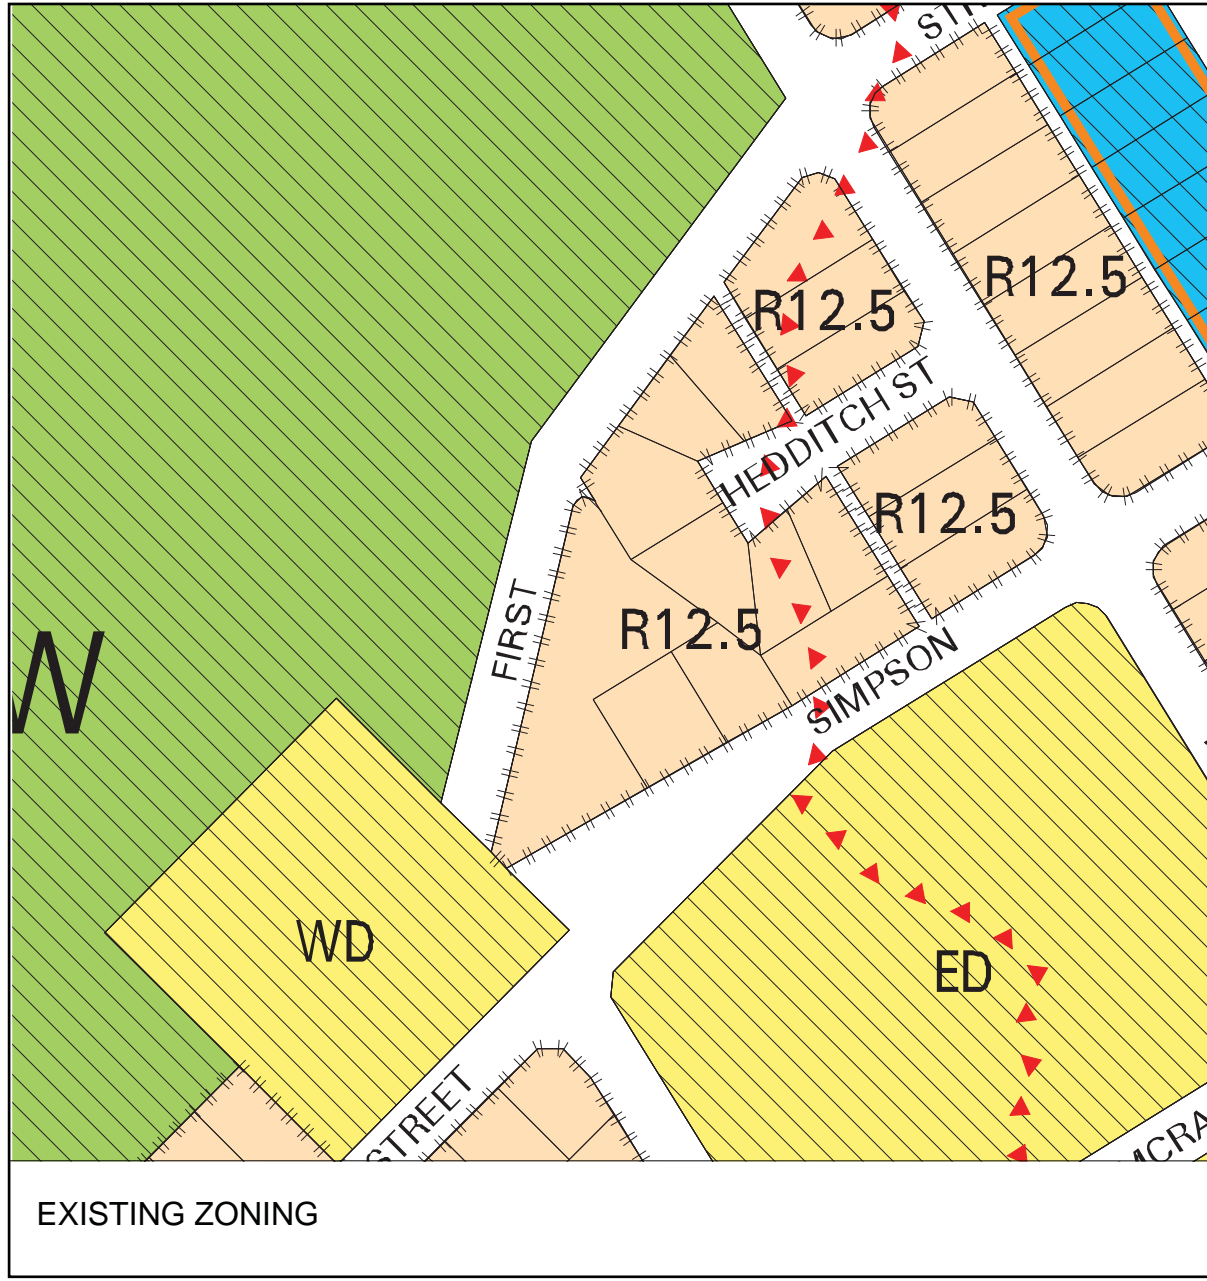 R12.5
R12.5
HEDDITCH ST
R12.5
FIRST
R12.5
W
SIMPSON
WD
ED
STREET
EXISTING ZONING